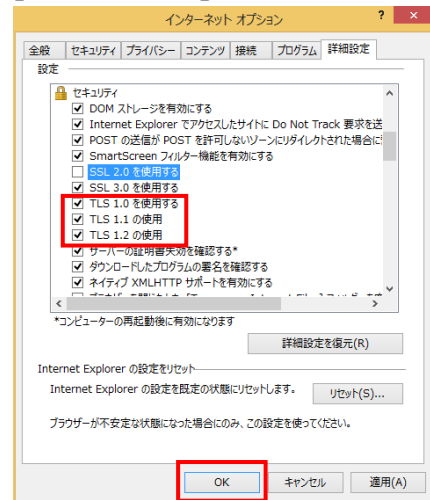 インターネット オプション
? ×
全般 セキュリティ プライバシー コンテンツ 接続 プログラム 詳細設定
設定
セキュリティ
DOM ストレージを有効にする
Internet Explorer でアクセスしたサイトに Do Not Track 要求を送
POST の送信が POST を許可しないゾーンにリダイレクトされた場合に
SmartScreen フィルター機能を有効にする
SSL 2.0 を使用する
SSL 3.0 を使用する
TLS 1.0 を使用する
TLS 1.1 の使用
TLS 1.2 の使用
サーバーの証明書失効を確認する*
ダウンロードしたプログラムの署名を確認する
ネイティブ XMLHTTP サポートを有効にする
*コンピューターの再起動後に有効になります
詳細設定を復元(R)
Internet Explorer の設定をリセット
Internet Explorer の設定を既定の状態にリセットします。
リセット(S)...
ブラウザーが不安定な状態になった場合にのみ、この設定を使ってください。
OK キャンセル 適用(A)